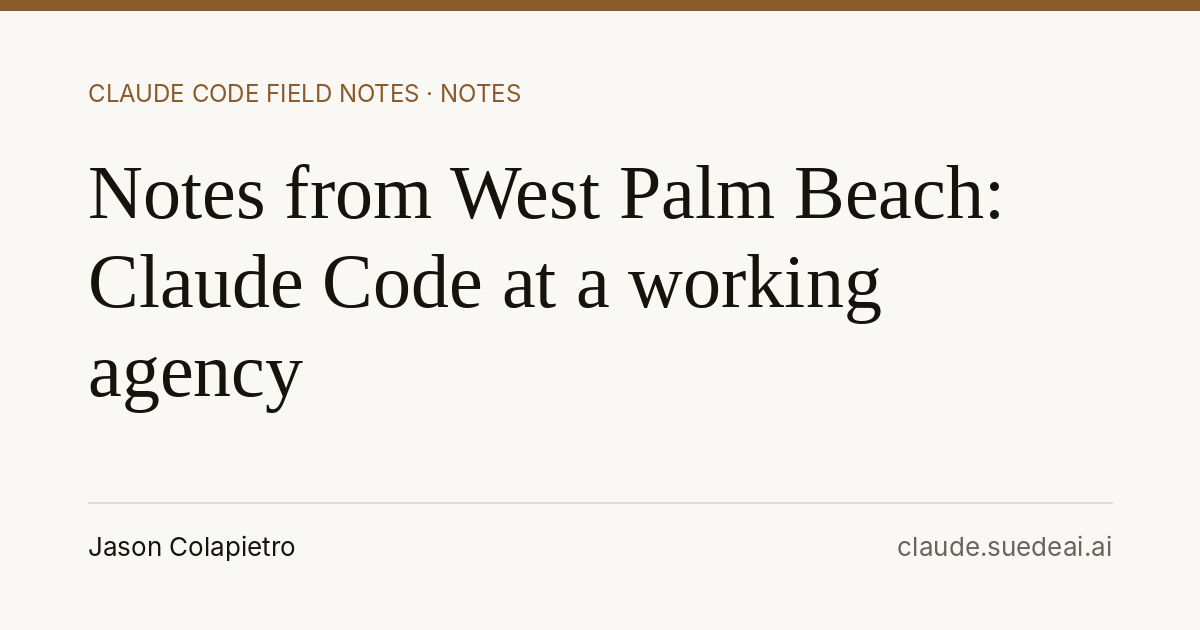 CLAUDE CODE FIELD NOTES · NOTES
Notes from West Palm Beach:
Claude Code at a working
agency
Jason Colapietro
claude.suedeai.ai